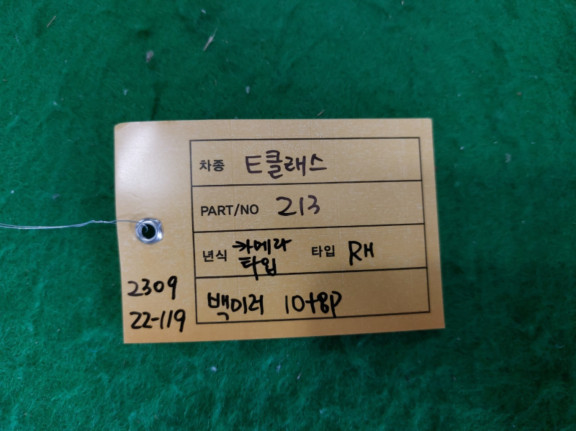 차종 E클래스
PART/NO 213
년식 카메라 타입 타입 RH
백미러 10+8P
2309
22-119